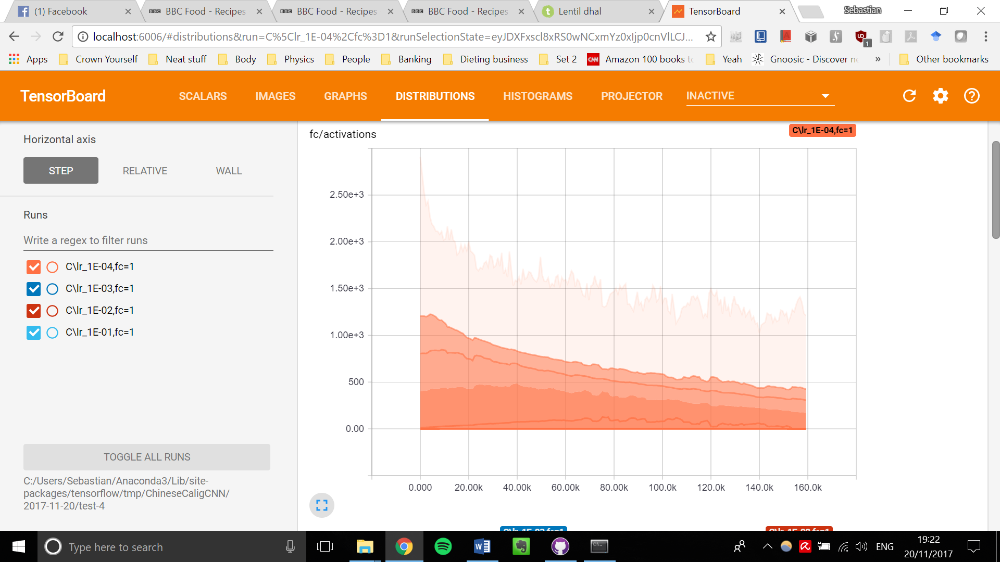 (1) Facebook
BBC BBC Food - Recipes
BBC BBC Food - Recipes
BBC BBC Food - Recipes
Lentil dhal
TensorBoard
Sebastian
localhost:6006/#distributions&run=C%5Clr_1E-04%2Cfc%3D1&runSelectionState=
Apps Crown Yourself Neat stuff Body Physics People Banking Dieting business Set 2 CNN Amazon 100 books to Yeah Gnoosic - Discover ne » Other bookmarks
TensorBoard SCALARS IMAGES GRAPHS DISTRIBUTIONS HISTOGRAMS PROJECTOR INACTIVE
Horizontal axis
STEP RELATIVE WALL
Runs
Write a regex to filter runs
C\lr_1E-04,fc=1
C\lr_1E-03,fc=1
C\lr_1E-02,fc=1
C\lr_1E-01,fc=1
TOGGLE ALL RUNS
C:/Users/Sebastian/Anaconda3/Lib/site-
packages/tensorflow/tmp/ChineseCaligCNN/
2017-11-20/test-4
fc/activations
C\lr_1E-04,fc=1
2.50e+3
2.00e+3
1.50e+3
1.00e+3
500
0.00
0.000 20.00k 40.00k 60.00k 80.00k 100.0k 120.0k 140.0k 160.0k
Type here to search
ENG
19:22
20/11/2017